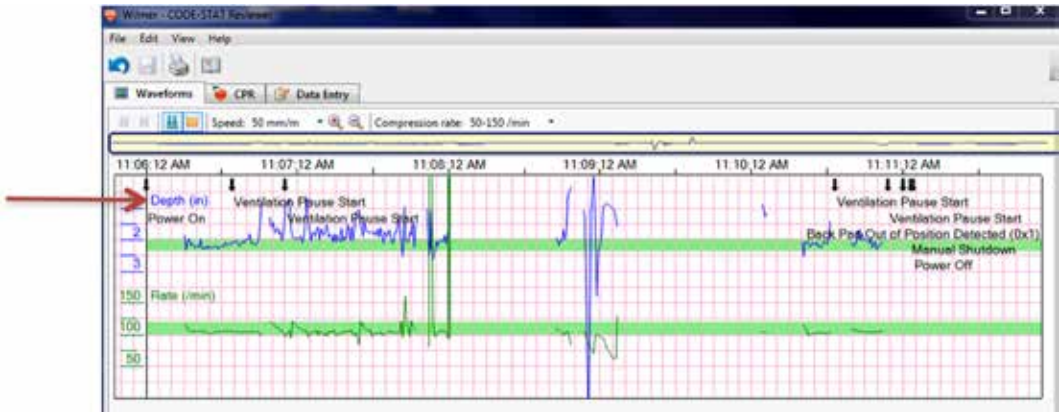 Wilmer - CODE-STAT Reviewer
File Edit View Help
Waveforms CPR Data Entry
Speed: 50 mm/m Compression rate: 50-150 /min
11:06:12 AM 11:07:12 AM 11:08:12 AM 11:09:12 AM 11:10:12 AM 11:11:12 AM
Depth (in) Ventilation Pause Start Ventilation Pause Start
Power On Ventilation Pause Start Ventilation Pause Start
2 Back Pad Out of Position Detected (0x1)
Manual Shutdown
3 Power Off
150 Rate (/min)
100
50